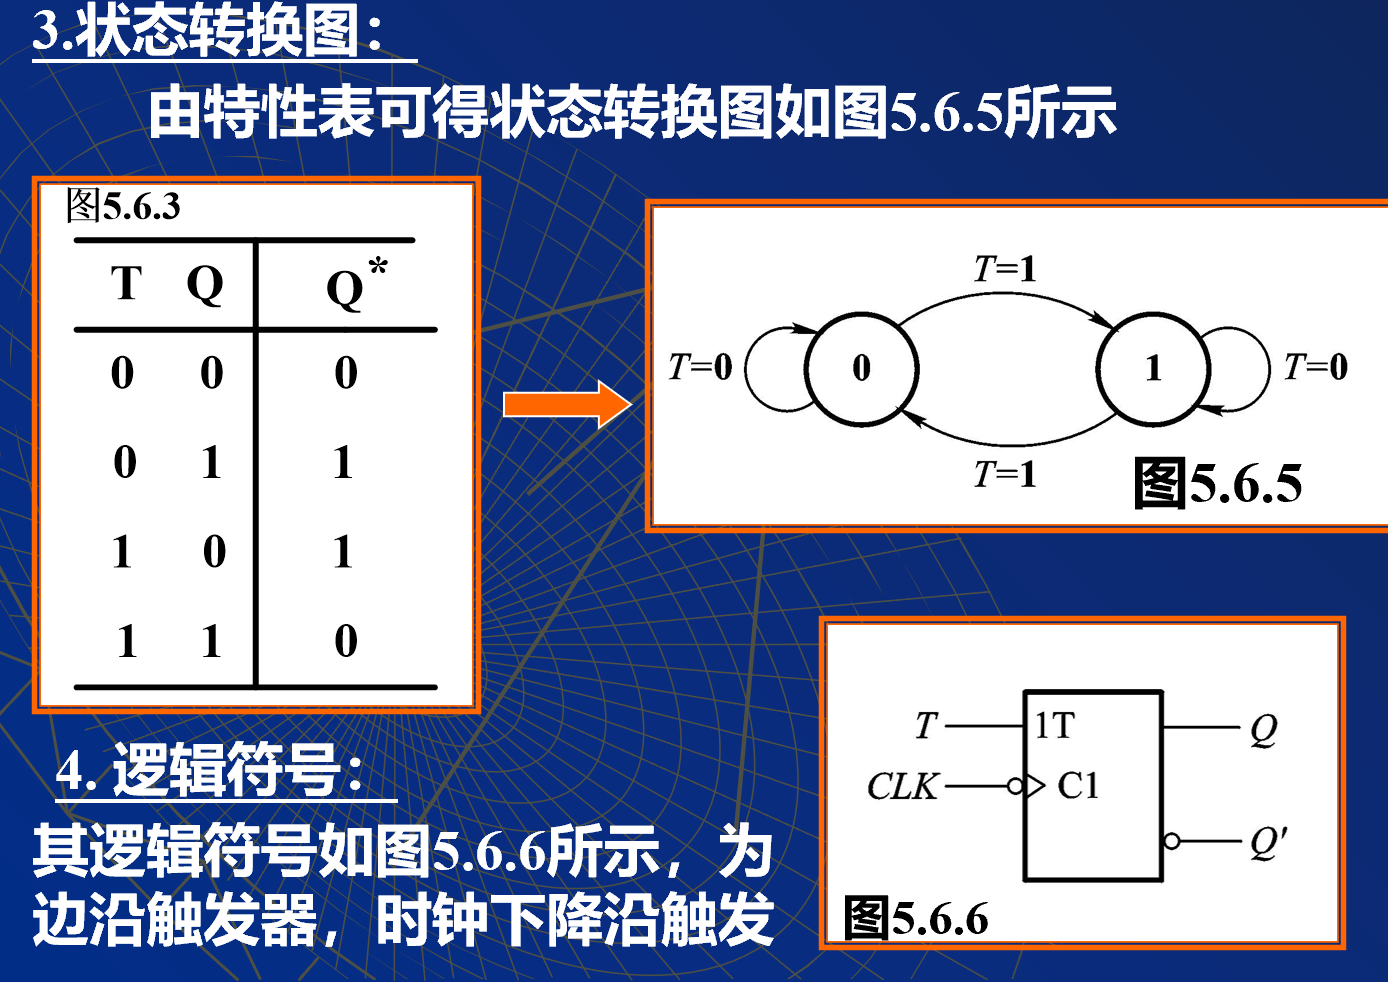 3.状态转换图：
由特性表可得状态转换图如图5.6.5所示
图5.6.3
T Q Q*
0 0 0
0 1 1
1 0 1
1 1 0
T=1
T=0 0 1 T=0
T=1
图5.6.5
4. 逻辑符号：
其逻辑符号如图5.6.6所示，为
边沿触发器，时钟下降沿触发
T 1T Q
CLK C1
Q'
图5.6.6